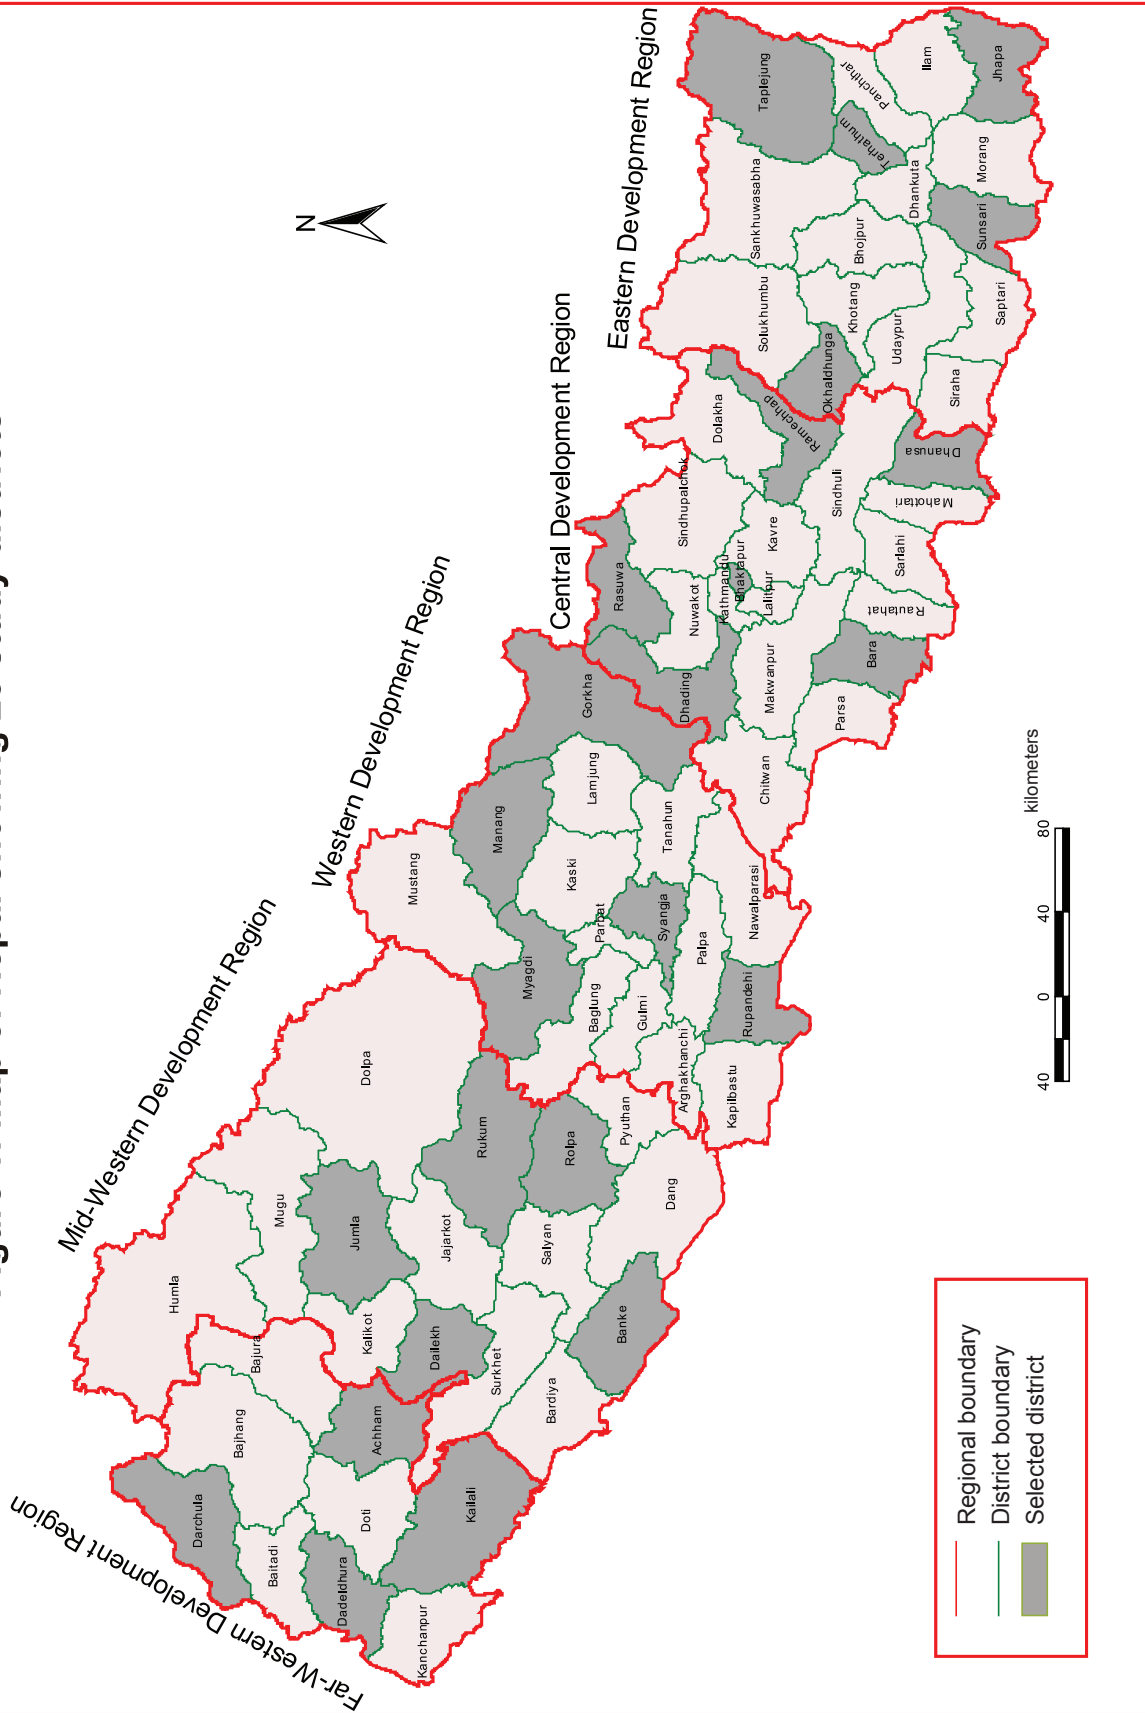 Far-Western Development Region
Mid-Western Development Region
Western Development Region
Central Development Region
Eastern Development Region
N
Darchula
Bajhang
Bajura
Humla
Baitadi
Dadeldhura
Doti
Achham
Kanchanpur
Kailali
Mugu
Jumla
Kalikot
Dailekh
Jajarkot
Dolpa
Surkhet
Bardiya
Banke
Salyan
Rukum
Rolpa
Pyuthan
Dang
Mustang
Manang
Myagdi
Kaski
Lamjung
Gorkha
Parbat
Baglung
Gulmi
Syangja
Tanahun
Palpa
Arghakhanchi
Kapilbastu
Rupandehi
Nawalparasi
Rasuwa
Dhading
Nuwakot
Sindhupalchok
Kathmandu
Bhaktapur
Lalitpur
Kavre
Dolakha
Ramechhap
Sindhuli
Makwanpur
Chitwan
Parsa
Bara
Rautahat
Sarlahi
Mahottari
Dhanusa
Solukhumbu
Sankhuwasabha
Taplejung
Okhaldhunga
Khotang
Bhojpur
Terhathum
Panchthar
Dhankuta
Ilam
Udaypur
Siraha
Saptari
Sunsari
Morang
Jhapa
Regional boundary
District boundary
Selected district
40 0 40 80
kilometers